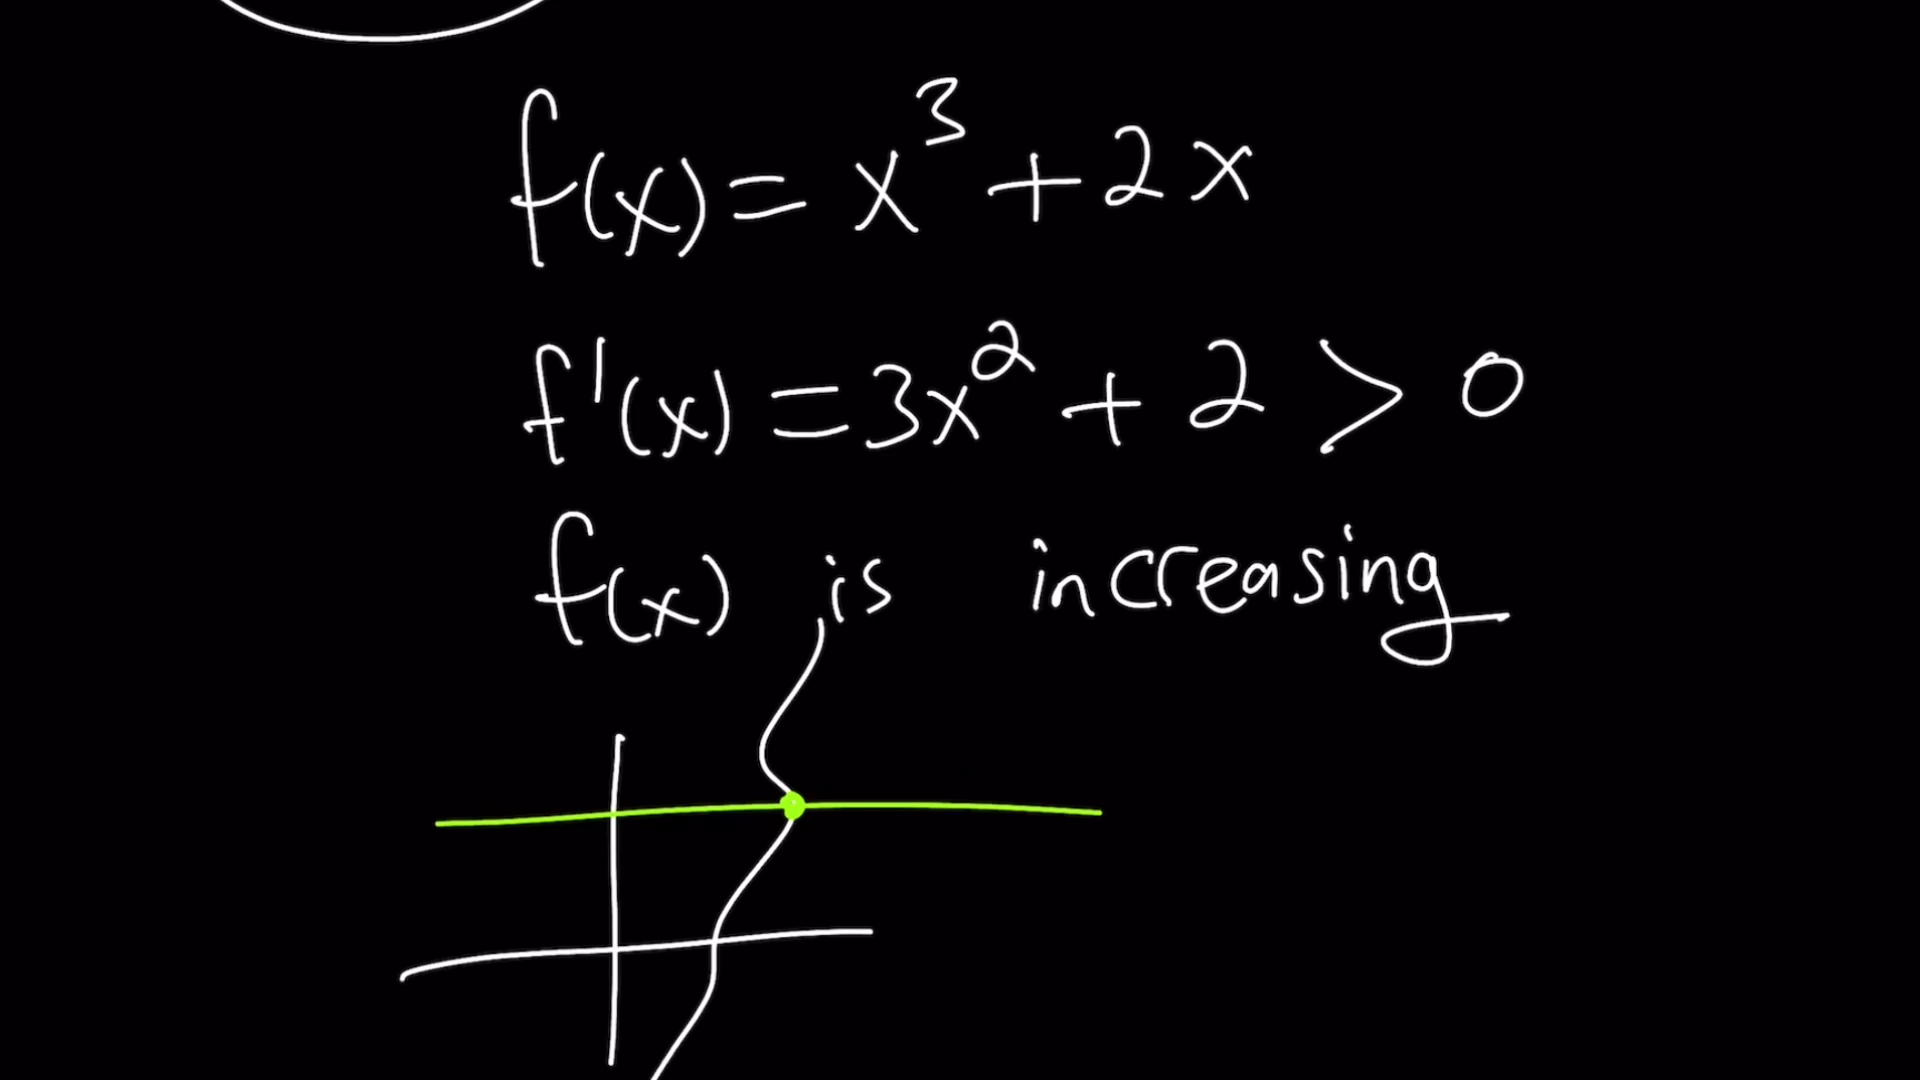 f(x) = x³ + 2x
f'(x) = 3x² + 2 > 0
f(x) is increasing